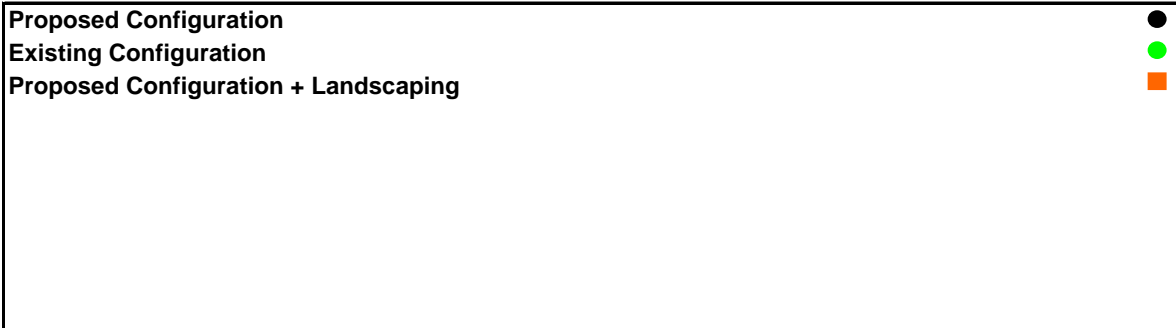 Proposed Configuration
Existing Configuration
Proposed Configuration + Landscaping